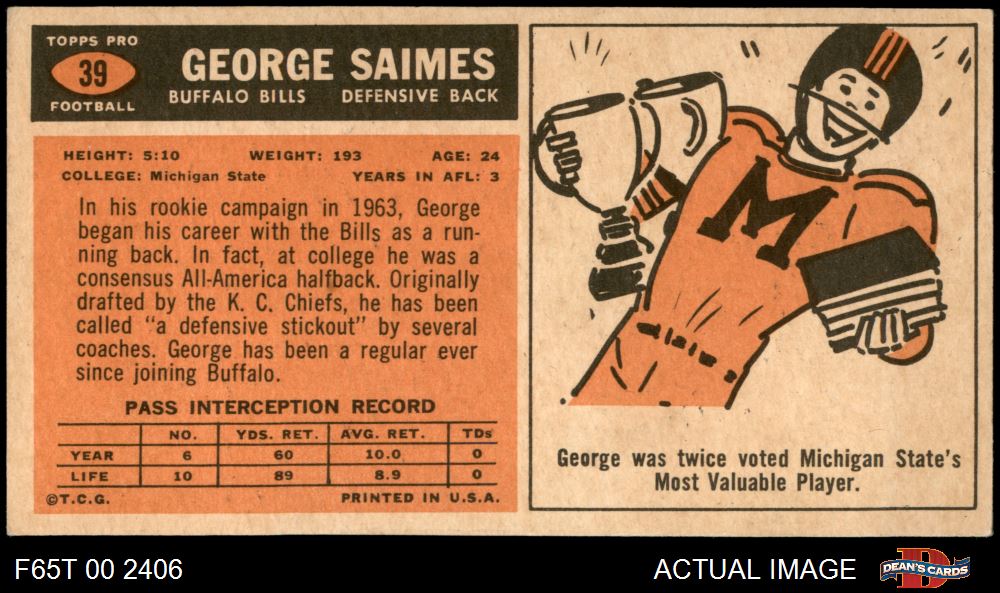 TOPPS PRO
39
FOOTBALL
GEORGE SAIMES
BUFFALO BILLS DEFENSIVE BACK
HEIGHT: 5:10 WEIGHT: 193 AGE: 24
COLLEGE: Michigan State YEARS IN AFL: 3
In his rookie campaign in 1963, George
began his career with the Bills as a run-
ning back. In fact, at college he was a
consensus All-America halfback. Originally
drafted by the K. C. Chiefs, he has been
called "a defensive stickout" by several
coaches. George has been a regular ever
since joining Buffalo.
PASS INTERCEPTION RECORD
NO. YDS. RET. AVG. RET. TDs
YEAR 6 60 10.0 0
LIFE 10 89 8.9 0
©T.C.G. PRINTED IN U.S.A.
M
George was twice voted Michigan State's
Most Valuable Player.
F65T 00 2406 ACTUAL IMAGE
D
DEAN'S CARDS